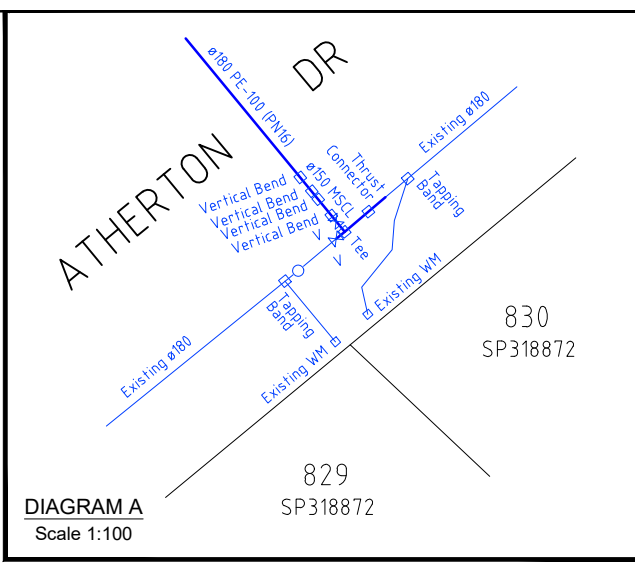 DR
ATHERTON
ø180 PE-100 (PN16)
Existing ø180
Thrust
Connector
Tapping
Band
ø150 MSCL
Vertical Bend
Vertical Bend
Vertical Bend
Vertical Bend
V
V
Tee
Tapping
Band
Existing WM
Existing WM
Existing ø180
830
SP318872
829
SP318872
DIAGRAM A
Scale 1:100